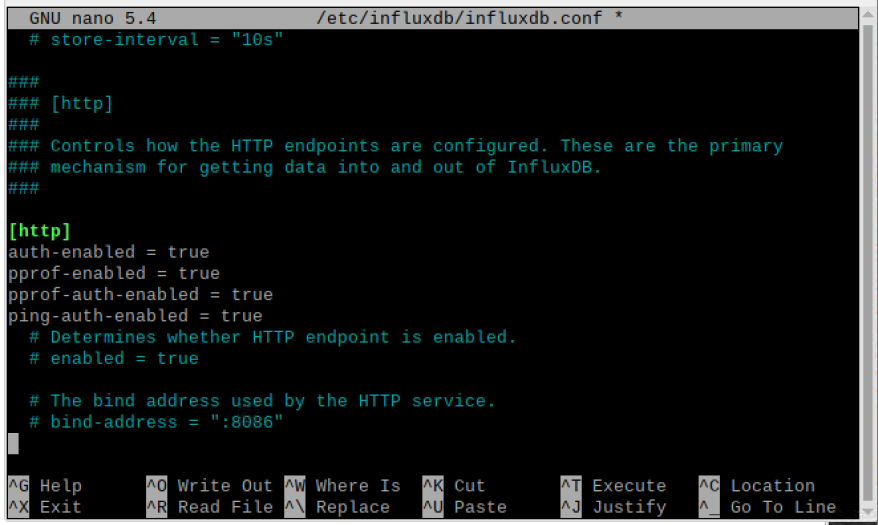 GNU nano 5.4 /etc/influxdb/influxdb.conf *
# store-interval = "10s"
###
### [http]
###
### Controls how the HTTP endpoints are configured. These are the primary
### mechanism for getting data into and out of InfluxDB.
###
[http]
auth-enabled = true
pprof-enabled = true
pprof-auth-enabled = true
ping-auth-enabled = true
# Determines whether HTTP endpoint is enabled.
# enabled = true
# The bind address used by the HTTP service.
# bind-address = ":8086"
^G Help ^O Write Out ^W Where Is ^K Cut ^T Execute ^C Location
^X Exit ^R Read File ^\ Replace ^U Paste ^J Justify ^_ Go To Line